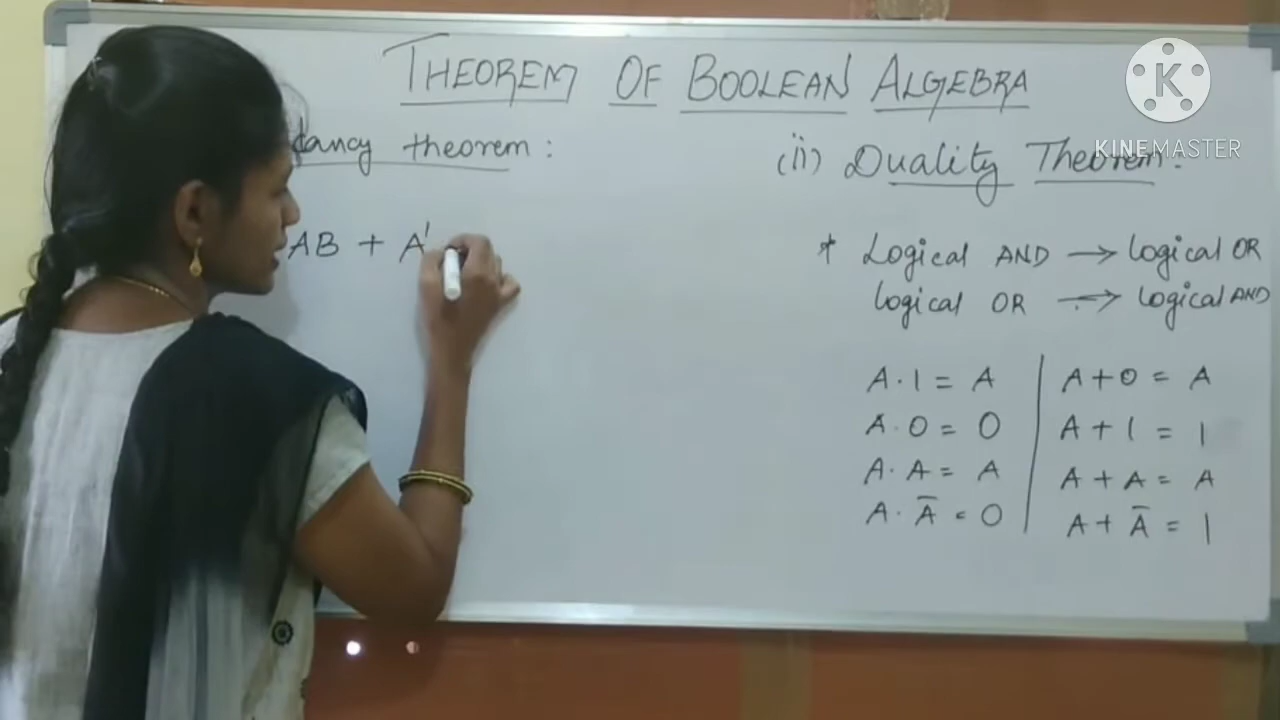 THEOREM OF BOOLEAN ALGEBRA
dancy theorem :
AB + A'
(ii) Duality Theorem :
* Logical AND → logical OR
logical OR → logical AND
A · 1 = A | A + 0 = A
A · 0 = 0 | A + 1 = 1
A · A = A | A + A = A
A · Ā = 0 | A + Ā = 1
K
KINEMASTER